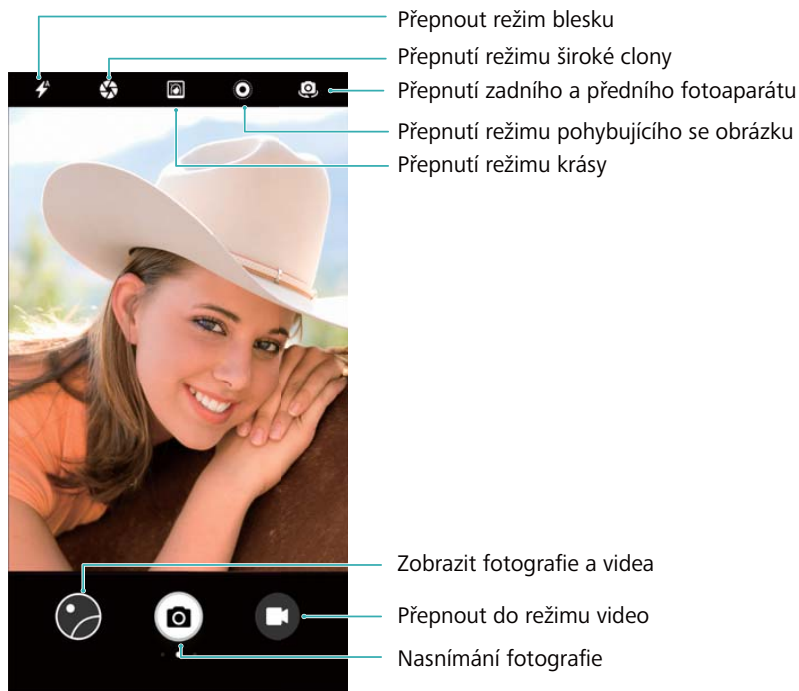 Přepnout režim blesku
Přepnutí režimu široké clony
Přepnutí zadního a předního fotoaparátu
Přepnutí režimu pohybujícího se obrázku
Přepnutí režimu krásy
Zobrazit fotografie a videa
Přepnout do režimu video
Nasnímání fotografie